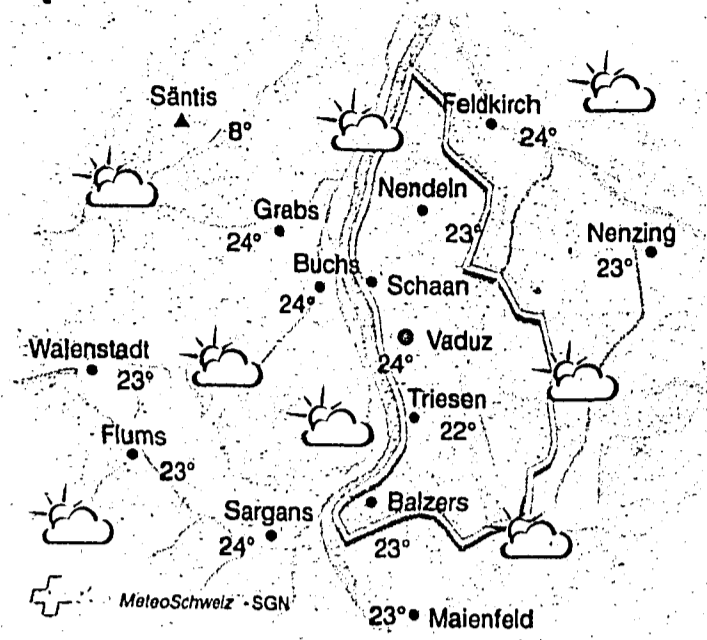 Säntis
8°
Feldkirch
24°
Nendeln
23°
Grabs
24°
Nenzing
23°
Buchs
24°
Schaan
Vaduz
24°
Walenstadt
23°
Triesen
22°
Flums
23°
Balzers
23°
Sargans
24°
MeteoSchweiz - SGN
23° Maienfeld